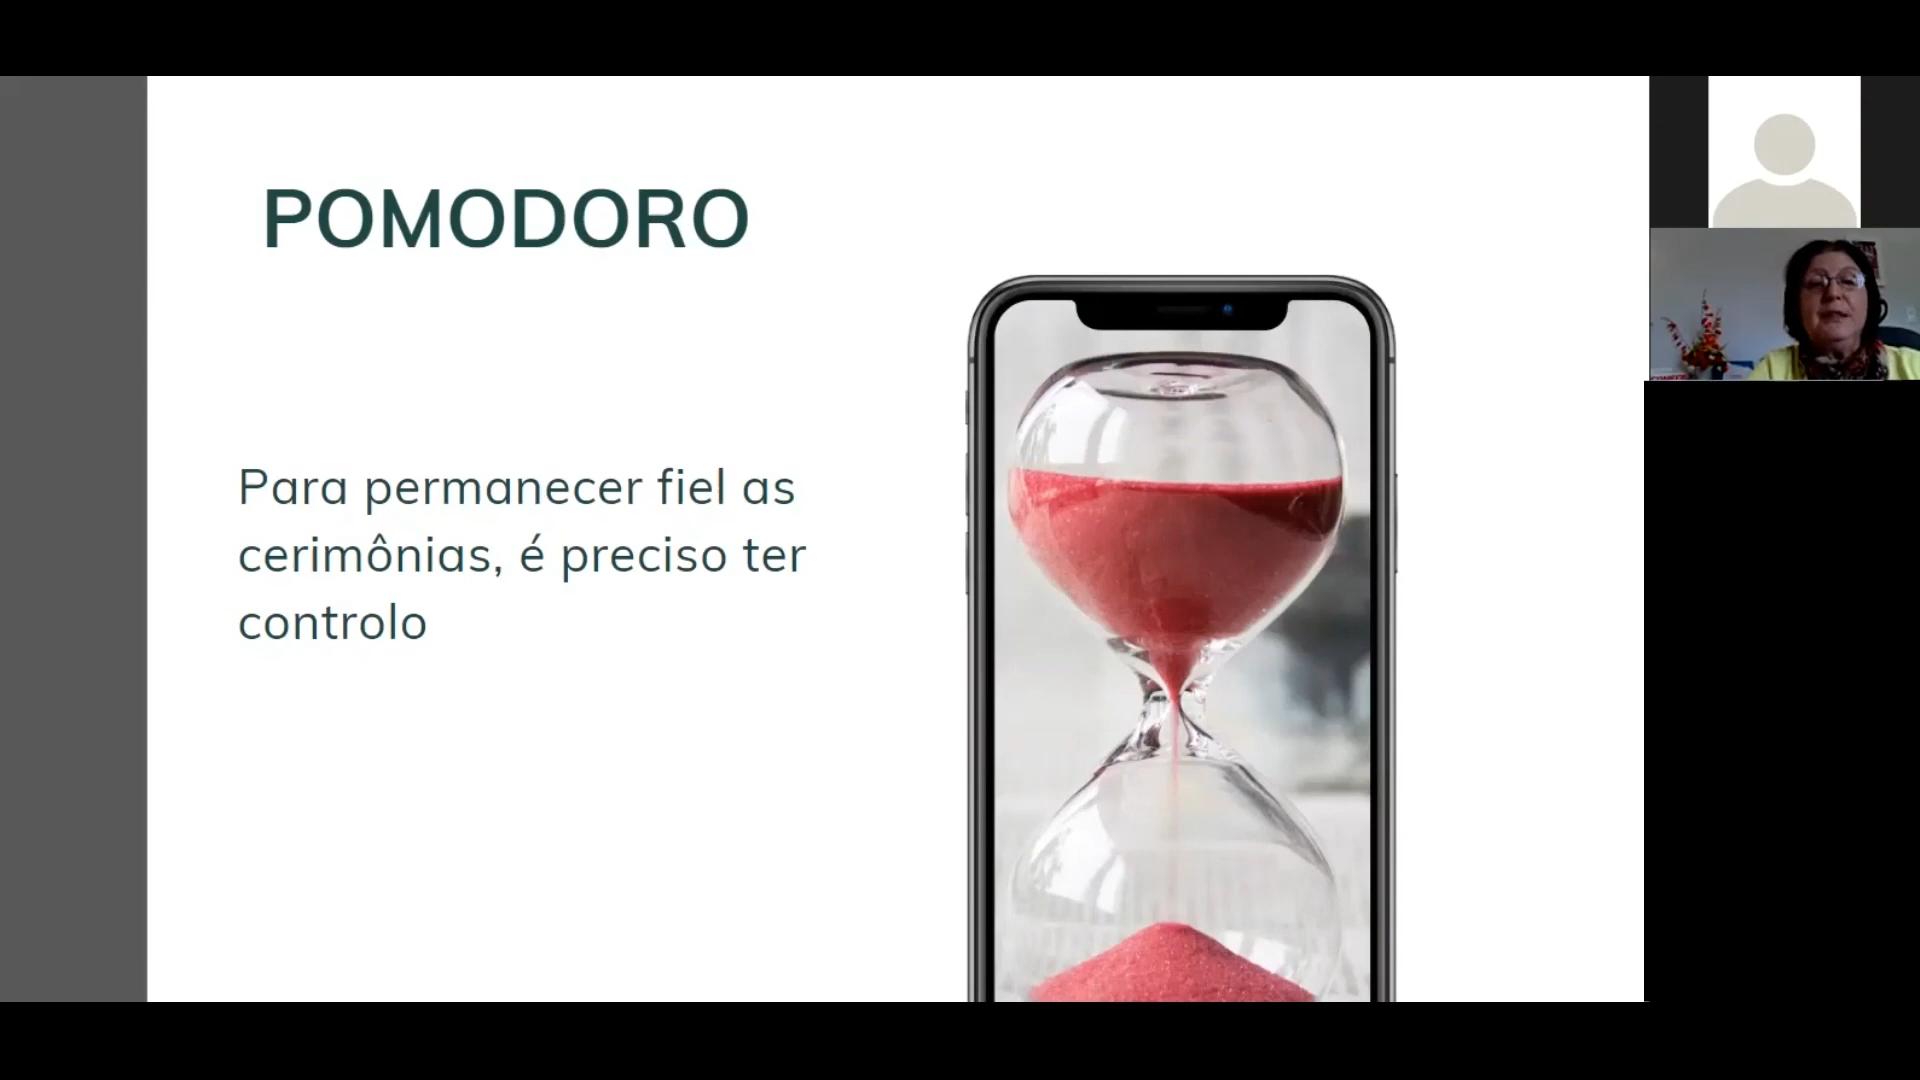 POMODORO
Para permanecer fiel as
cerimônias, é preciso ter
controlo